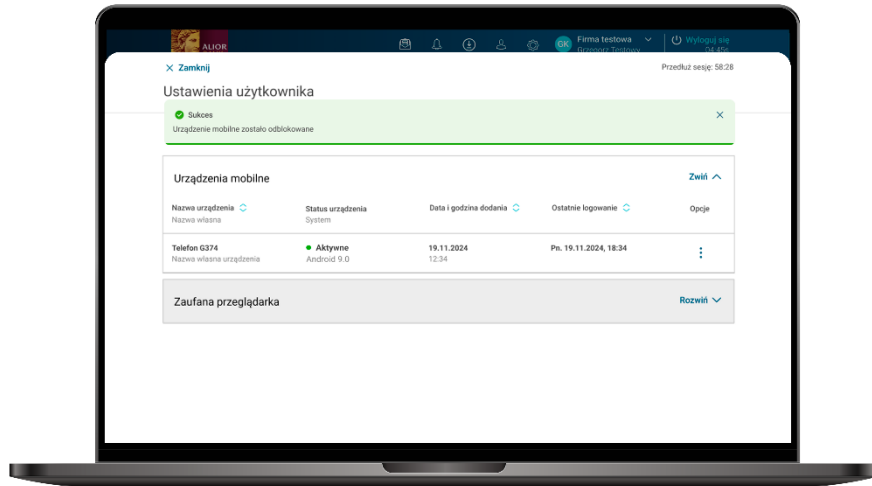 ALIOR
GK
Firma testowa
Grzegorz Testowy
Wyloguj się
04:45s
Zamknij
Przedłuż sesję: 58:28
Ustawienia użytkownika
Sukces
Urządzenie mobilne zostało odblokowane
Urządzenia mobilne
Zwiń
Nazwa urządzenia
Nazwa własna
Status urządzenia
System
Data i godzina dodania
Ostatnie logowanie
Opcje
Telefon G374
Nazwa własna urządzenia
Aktywne
Android 9.0
19.11.2024
12:34
Pn. 19.11.2024, 18:34
Zaufana przeglądarka
Rozwiń